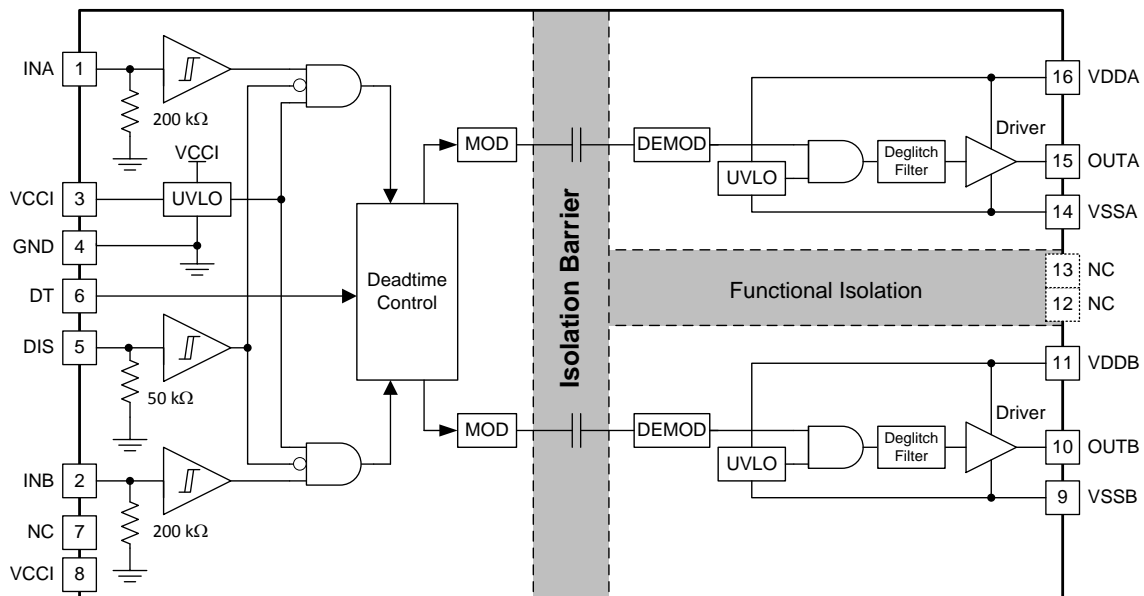 INA
1
200 kΩ
VCCI
VCCI
3
UVLO
GND
4
DT
6
DIS
5
50 kΩ
INB
2
200 kΩ
NC
7
VCCI
8
Deadtime
Control
MOD
MOD
Isolation Barrier
DEMOD
UVLO
Deglitch
Filter
Driver
16
VDDA
15
OUTA
14
VSSA
Functional Isolation
13
NC
12
NC
11
VDDB
DEMOD
UVLO
Deglitch
Filter
Driver
10
OUTB
9
VSSB